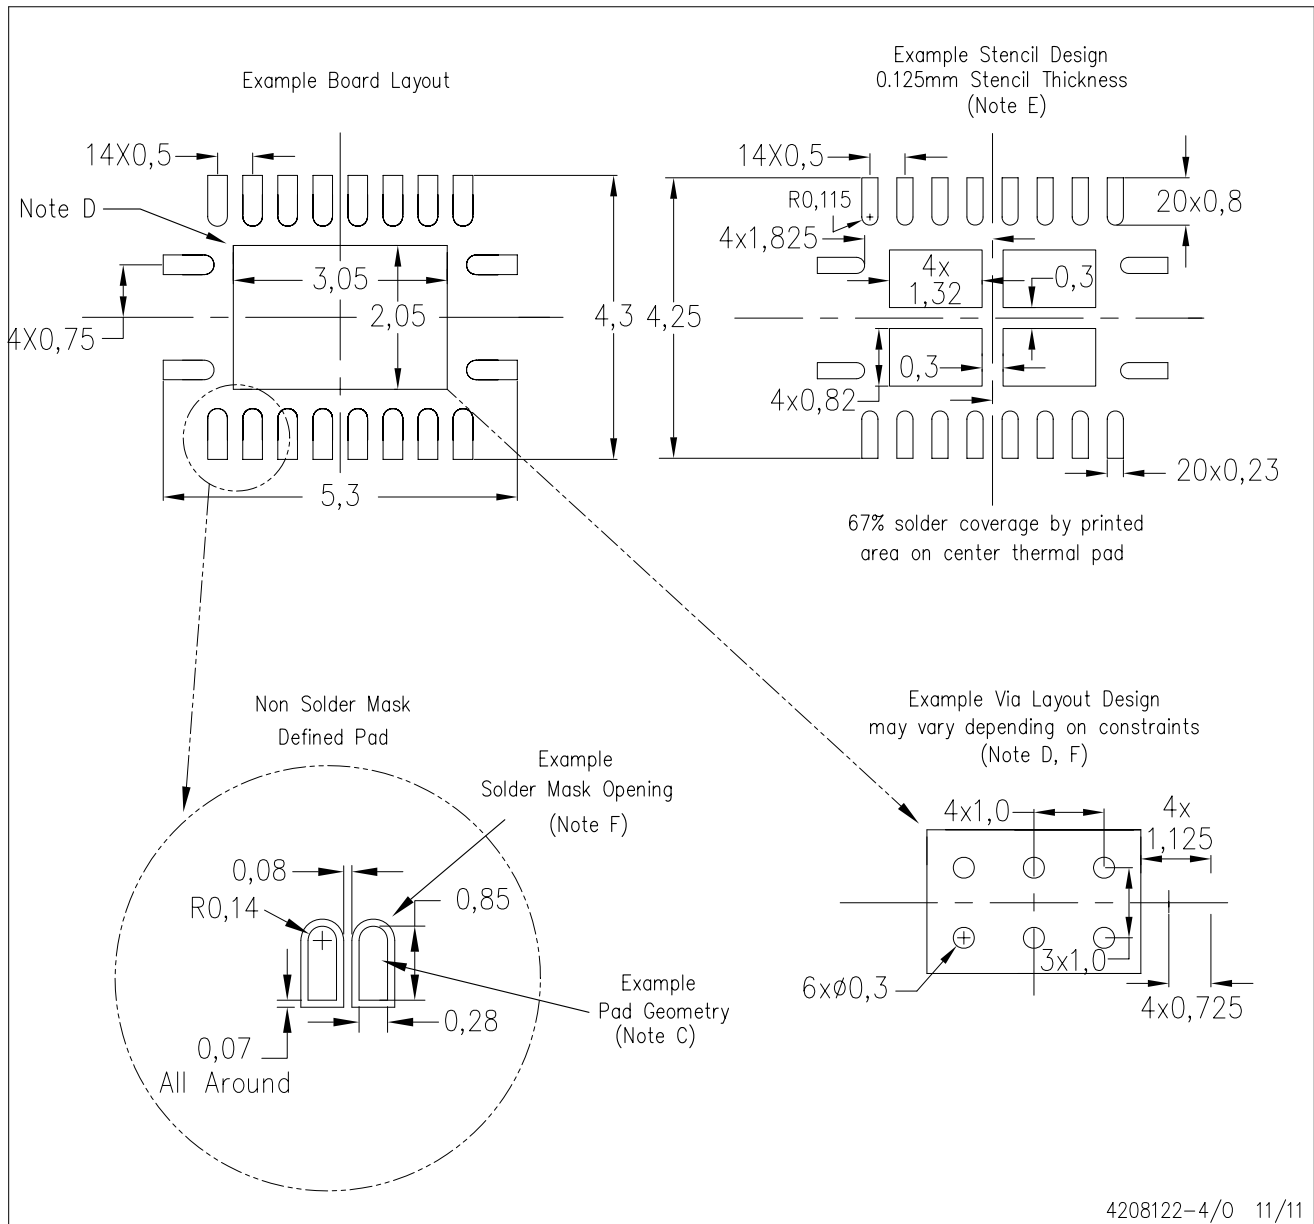 Example Board Layout
14X0,5
Note D
3,05
2,05
4,3
4X0,75
5,3
Example Stencil Design
0.125mm Stencil Thickness
(Note E)
14X0,5
R0,115
20x0,8
4x1,825
4x
1,32
0,3
4,25
0,3
4x0,82
20x0,23
67% solder coverage by printed
area on center thermal pad
Non Solder Mask
Defined Pad
Example
Solder Mask Opening
(Note F)
0,08
R0,14
0,85
Example
Pad Geometry
(Note C)
0,28
0,07
All Around
Example Via Layout Design
may vary depending on constraints
(Note D, F)
4x1,0
4x
1,125
3x1,0
6xø0,3
4x0,725
4208122-4/O 11/11